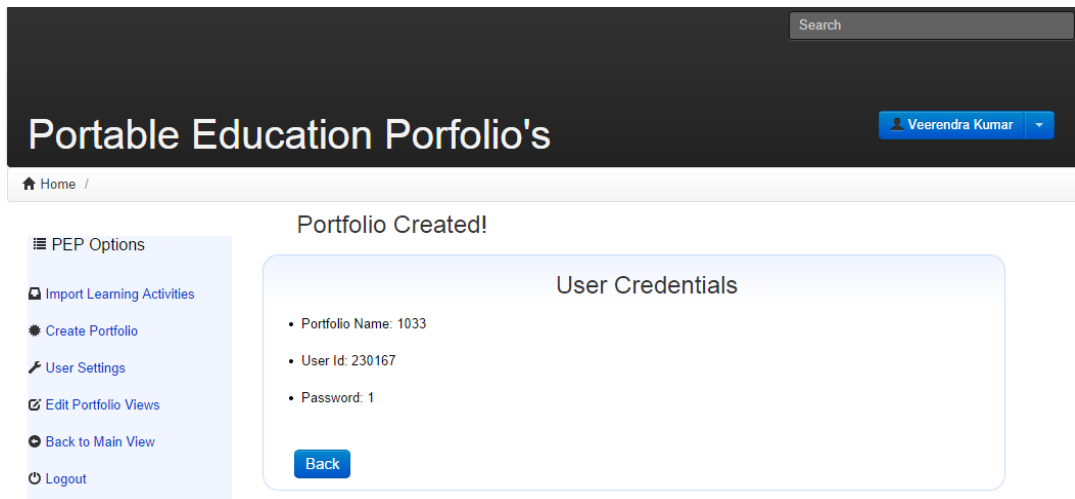 Search
Portable Education Porfolio's
Veerendra Kumar
Home /
PEP Options
Import Learning Activities
Create Portfolio
User Settings
Edit Portfolio Views
Back to Main View
Logout
Portfolio Created!
User Credentials
• Portfolio Name: 1033
• User Id: 230167
• Password: 1
Back